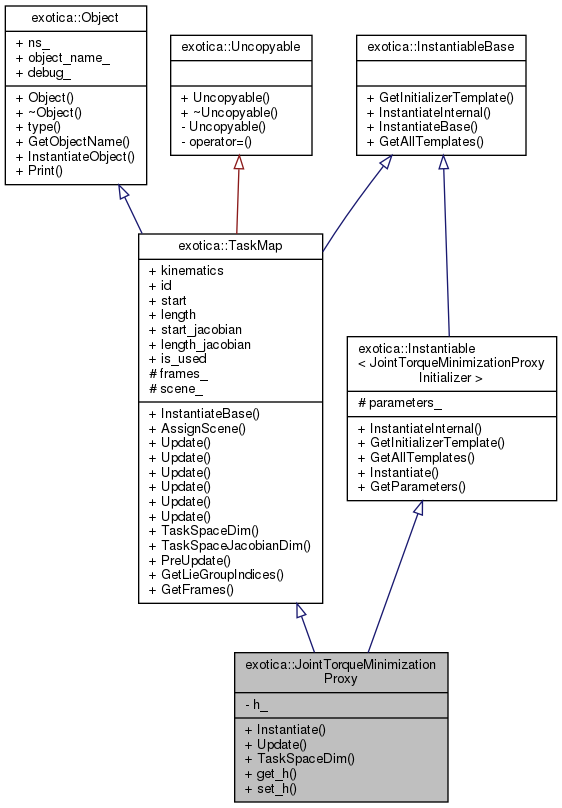 exotica::Object
+ ns_
+ object_name_
+ debug_
+ Object()
+ ~Object()
+ type()
+ GetObjectName()
+ InstantiateObject()
+ Print()
exotica::Uncopyable
+ Uncopyable()
+ ~Uncopyable()
- Uncopyable()
- operator=()
exotica::InstantiableBase
+ GetInitializerTemplate()
+ InstantiateInternal()
+ InstantiateBase()
+ GetAllTemplates()
exotica::TaskMap
+ kinematics
+ id
+ start
+ length
+ start_jacobian
+ length_jacobian
+ is_used
# frames_
# scene_
+ InstantiateBase()
+ AssignScene()
+ Update()
+ Update()
+ Update()
+ Update()
+ Update()
+ Update()
+ TaskSpaceDim()
+ TaskSpaceJacobianDim()
+ PreUpdate()
+ GetLieGroupIndices()
+ GetFrames()
exotica::Instantiable
< JointTorqueMinimizationProxy
Initializer >
# parameters_
+ InstantiateInternal()
+ GetInitializerTemplate()
+ GetAllTemplates()
+ Instantiate()
+ GetParameters()
exotica::JointTorqueMinimization
Proxy
- h_
+ Instantiate()
+ Update()
+ TaskSpaceDim()
+ get_h()
+ set_h()